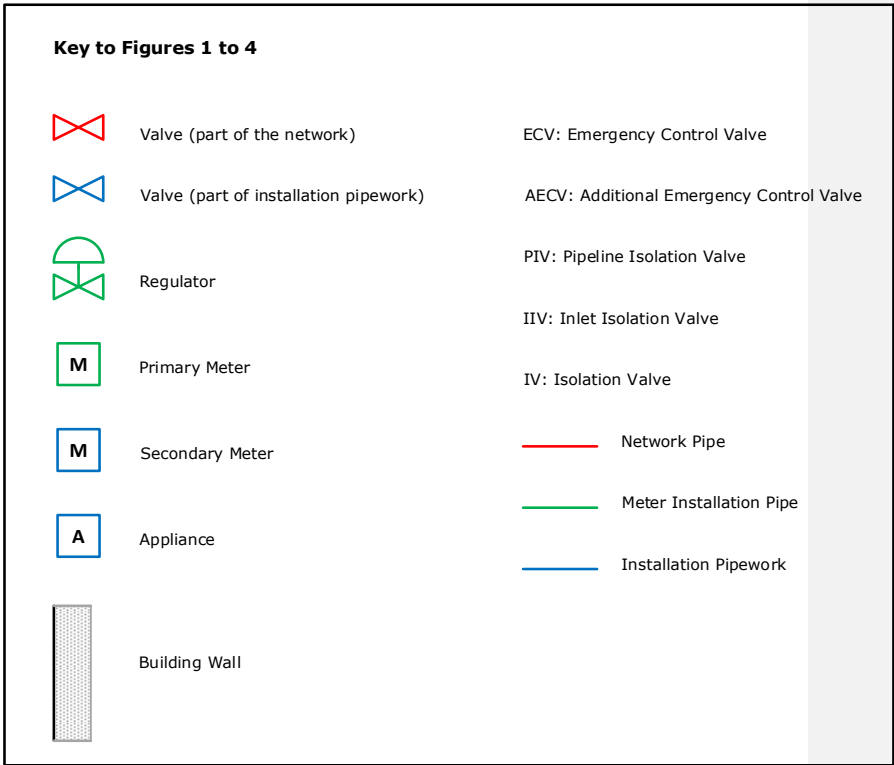 Key to Figures 1 to 4
Valve (part of the network)
Valve (part of installation pipework)
Regulator
M
Primary Meter
M
Secondary Meter
A
Appliance
Building Wall
ECV: Emergency Control Valve
AECV: Additional Emergency Control Valve
PIV: Pipeline Isolation Valve
IIV: Inlet Isolation Valve
IV: Isolation Valve
Network Pipe
Meter Installation Pipe
Installation Pipework